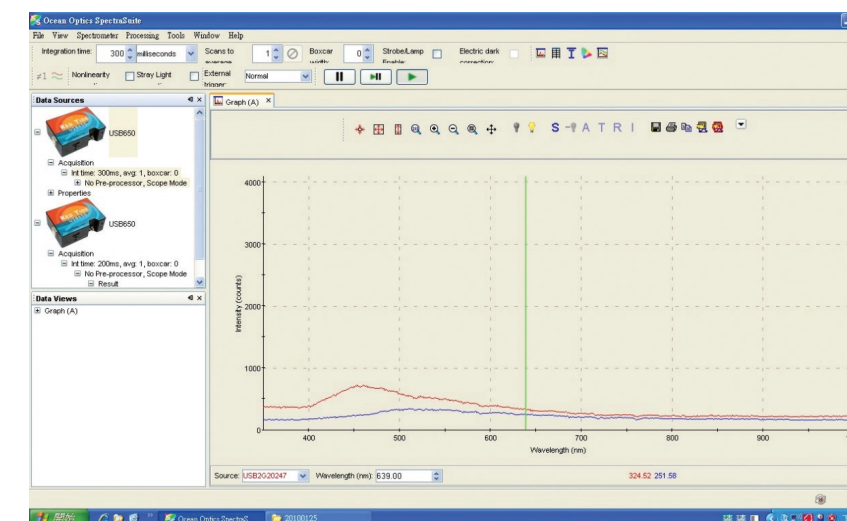 Ocean Optics SpectraSuite
File View Spectrometer Processing Tools Window Help
Integration time: 300 milliseconds Scans to average 1 Boxcar width 0 Strobe/Lamp Enable Electric dark correction
≠1 Nonlinearity Stray Light External trigger Normal
Data Sources
Graph (A)
USB650
S A T R I
Acquisition
Int time: 300ms, avg: 1, boxcar: 0
No Pre-processor, Scope Mode
Properties
USB650
Acquisition
Int time: 200ms, avg: 1, boxcar: 0
No Pre-processor, Scope Mode
Result
Data Views
Graph (A)
4000
3000
2000
1000
0
Intensity (counts)
400 500 600 700 800 900
Wavelength (nm)
Source: USB2G20247 Wavelength (nm): 639.00 324.52 251.58
開始 Ocean Optics SpectraS... 20100125